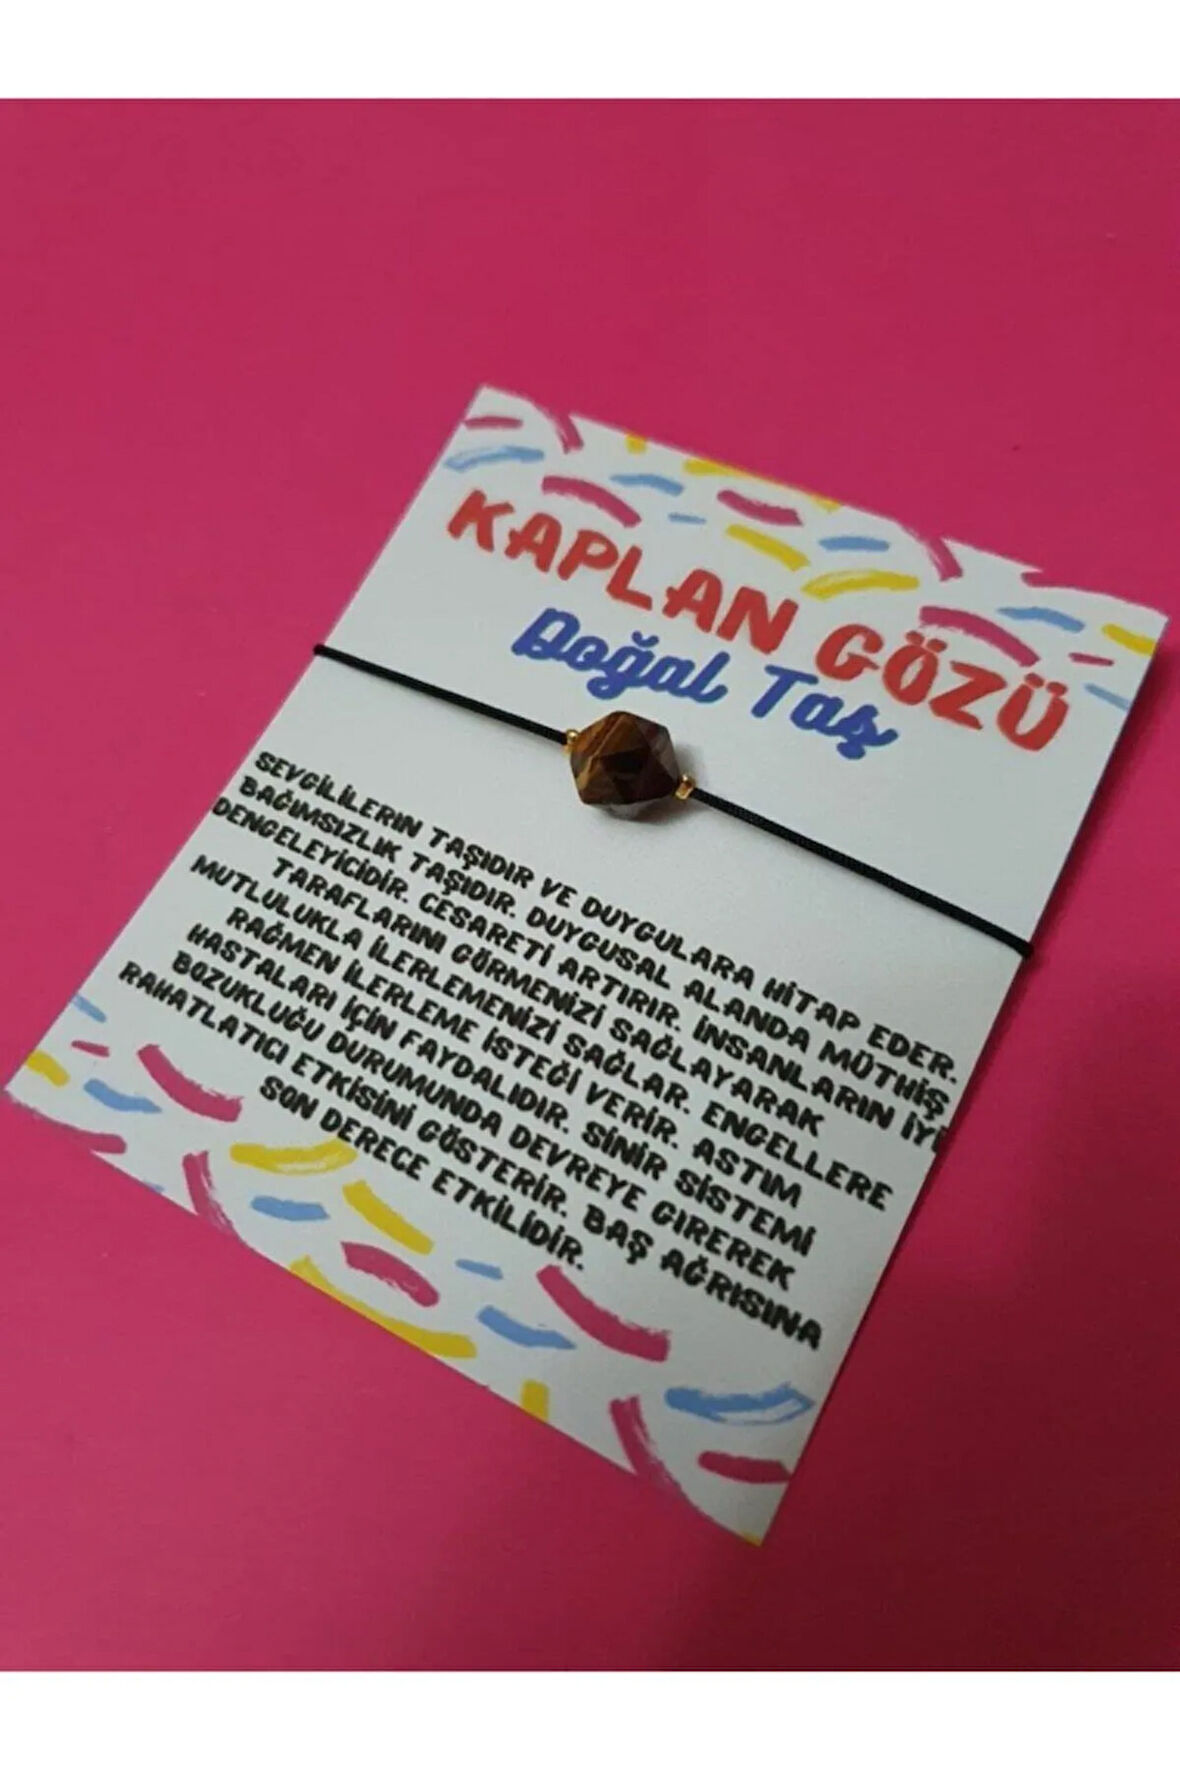 KAPLAN GÖZÜ
Doğal Taş
SEVGİLİLERIN TAŞIDIR VE DUYGULARA HİTAP EDER.
BAĞIMSIZLIK TAŞIDIR. DUYGUSAL ALANDA MÜTHİŞ
DENGELEYİCİDİR. CESARETİ ARTIRIR. İNSANLARIN İYİ
TARAFLARINI GÖRMENİZİ SAĞLAYARAK
MUTLULUKLA İLERLEMENİZİ SAĞLAR. ENGELLERE
RAĞMEN İLERLEME İSTEĞİ VERİR. ASTIM
HASTALARI İÇİN FAYDALIDIR. SİNİR SİSTEMİ
BOZUKLUĞU DURUMUNDA DEVREYE GIREREK
RAHATLATICI ETKİSİNİ GÖSTERİR. BAŞ AĞRISINA
SON DERECE ETKİLİDİR.